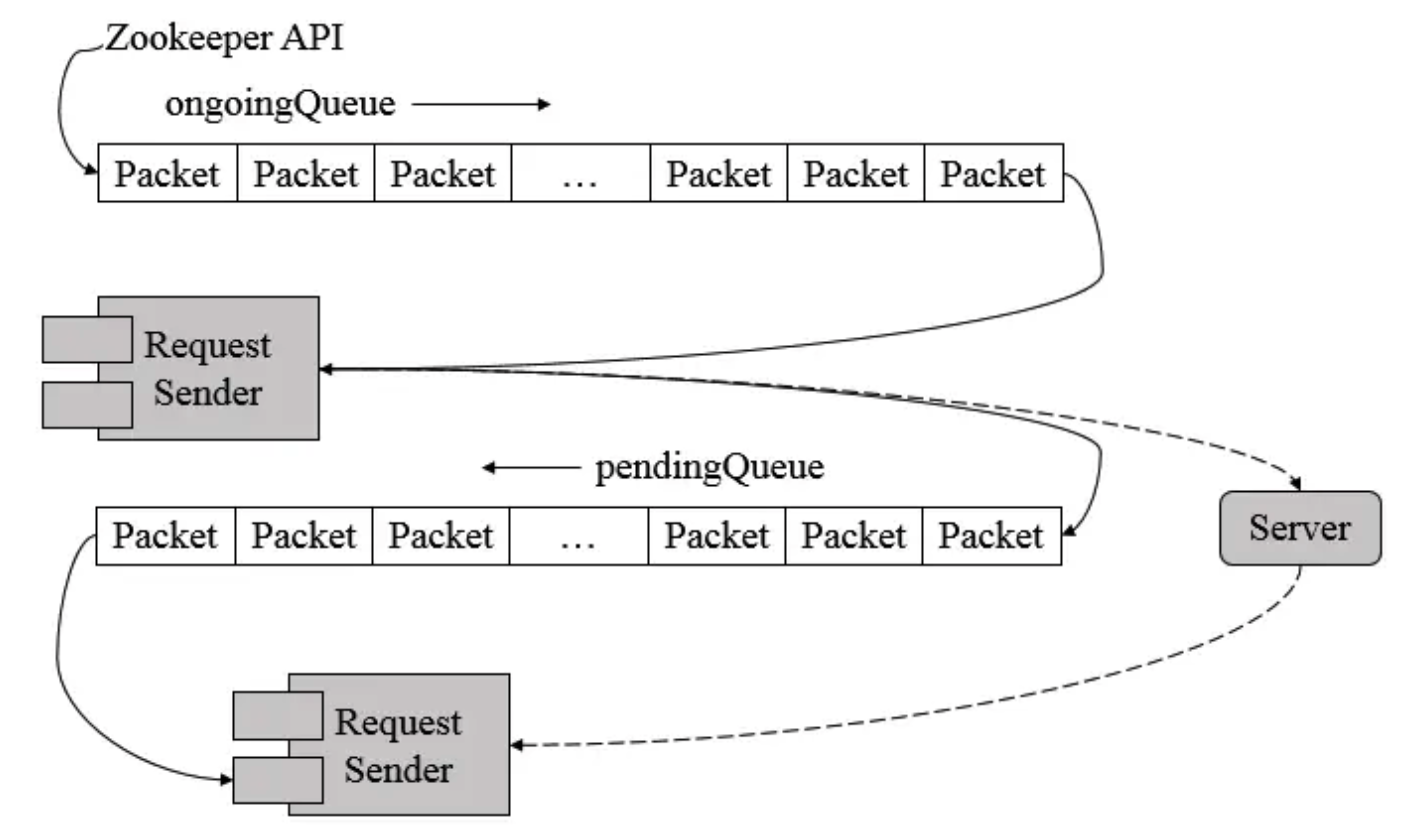 Zookeeper API
ongoingQueue
Packet Packet Packet ... Packet Packet Packet
Request
Sender
pendingQueue
Packet Packet Packet ... Packet Packet Packet
Server
Request
Sender